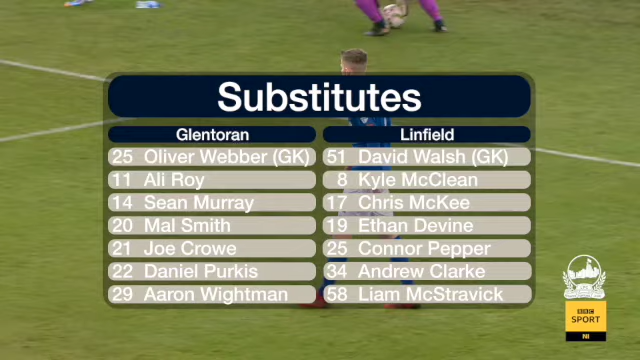 Substitutes
Glentoran
25 Oliver Webber (GK)
11 Ali Roy
14 Sean Murray
20 Mal Smith
21 Joe Crowe
22 Daniel Purkis
29 Aaron Wightman
Linfield
51 David Walsh (GK)
8 Kyle McClean
17 Chris McKee
19 Ethan Devine
25 Connor Pepper
34 Andrew Clarke
58 Liam McStravick
BBC
SPORT
NI